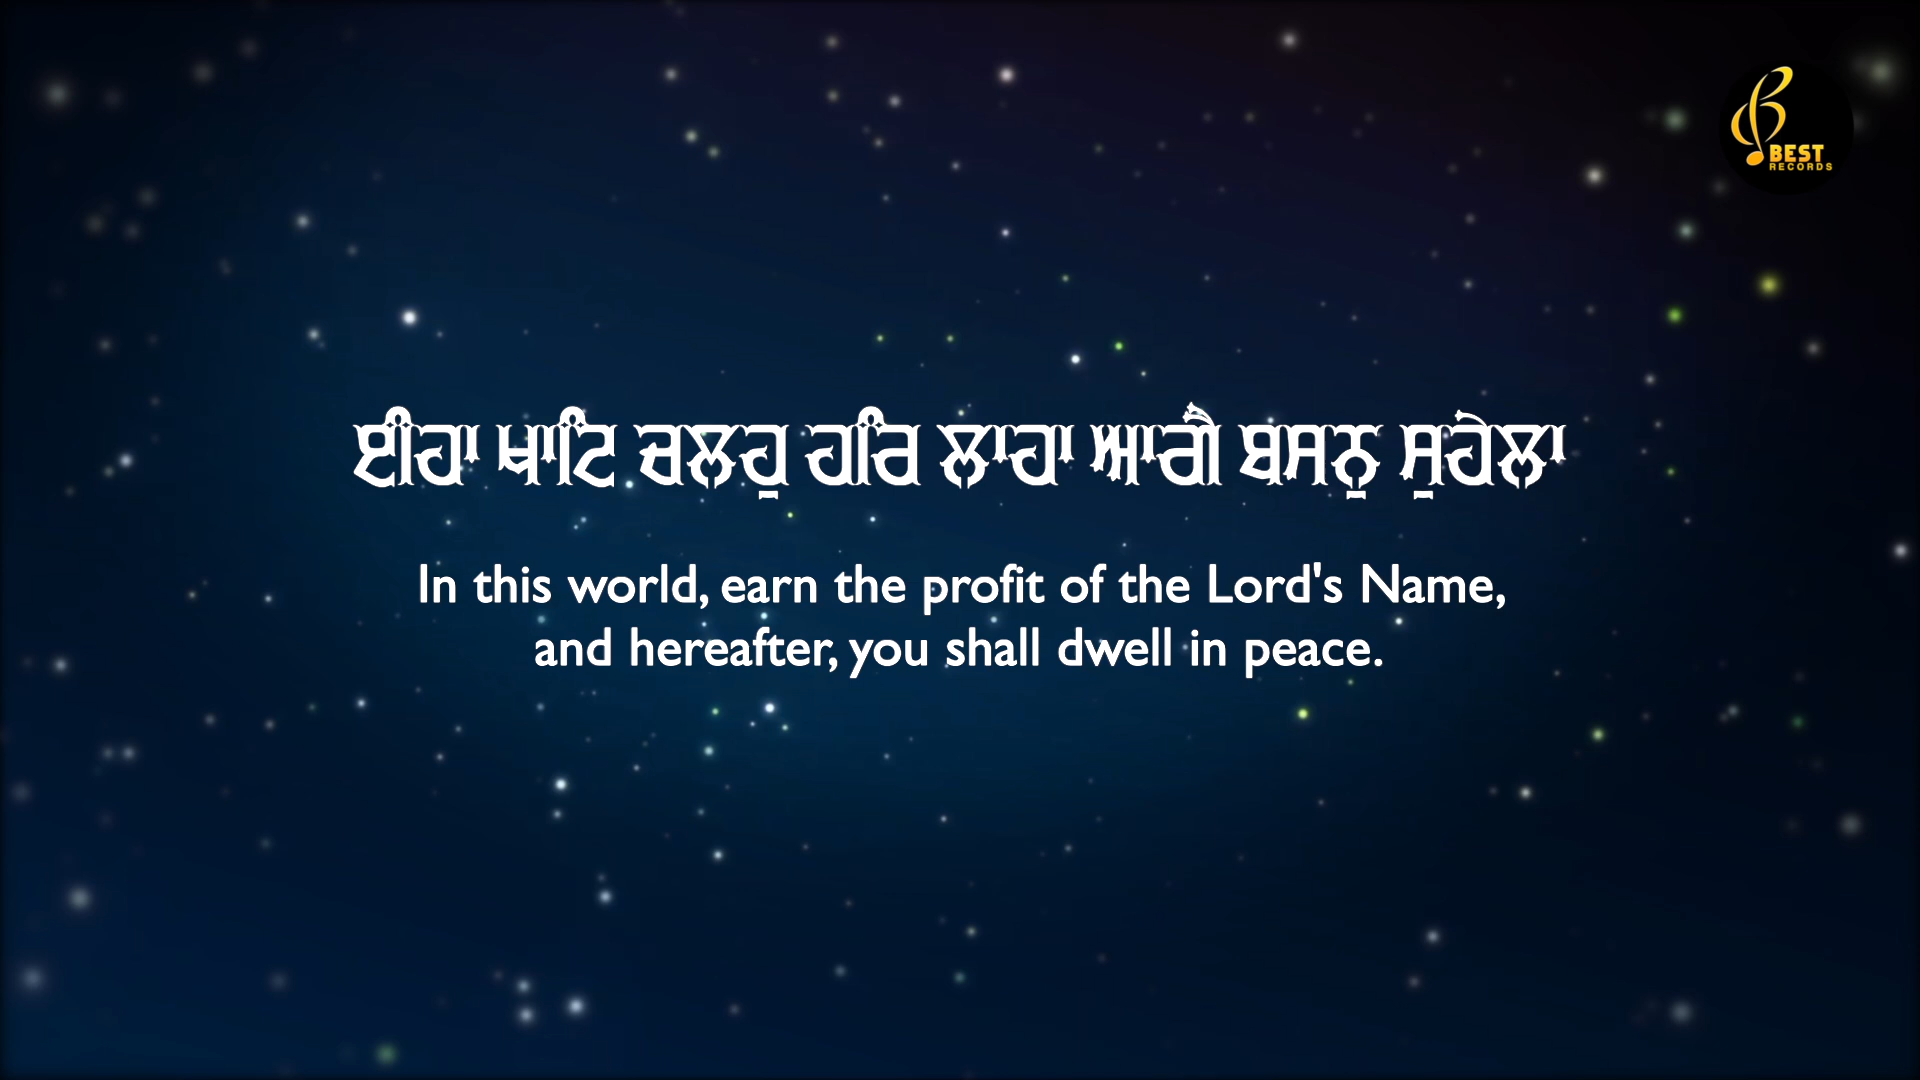 ਈਹਾ ਖਾਟਿ ਚਲਹੁ ਹਰਿ ਲਾਹਾ ਆਗੈ ਬਸਨੁ ਸੁਹੇਲਾ
In this world, earn the profit of the Lord's Name,
and hereafter, you shall dwell in peace.
BEST
RECORDS